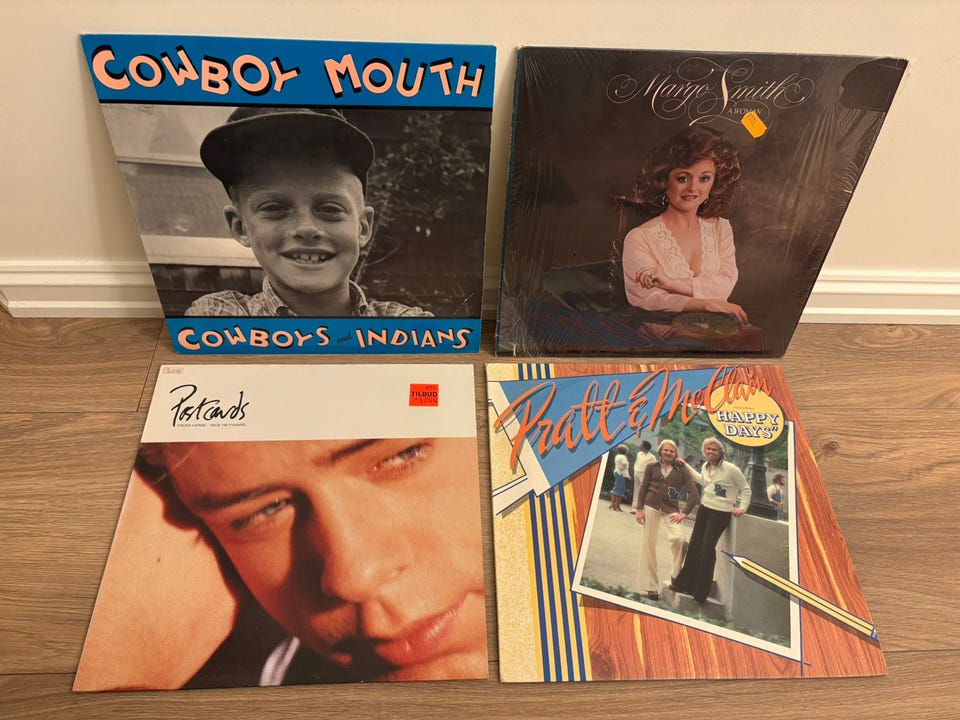 COWBOY MOUTH
COWBOYS and INDIANS
Margo Smith
A WOMAN
Postcards
FROM HOME · NICK HEYWARD
TILBUD
Pratt & McClain
HAPPY
DAYS"